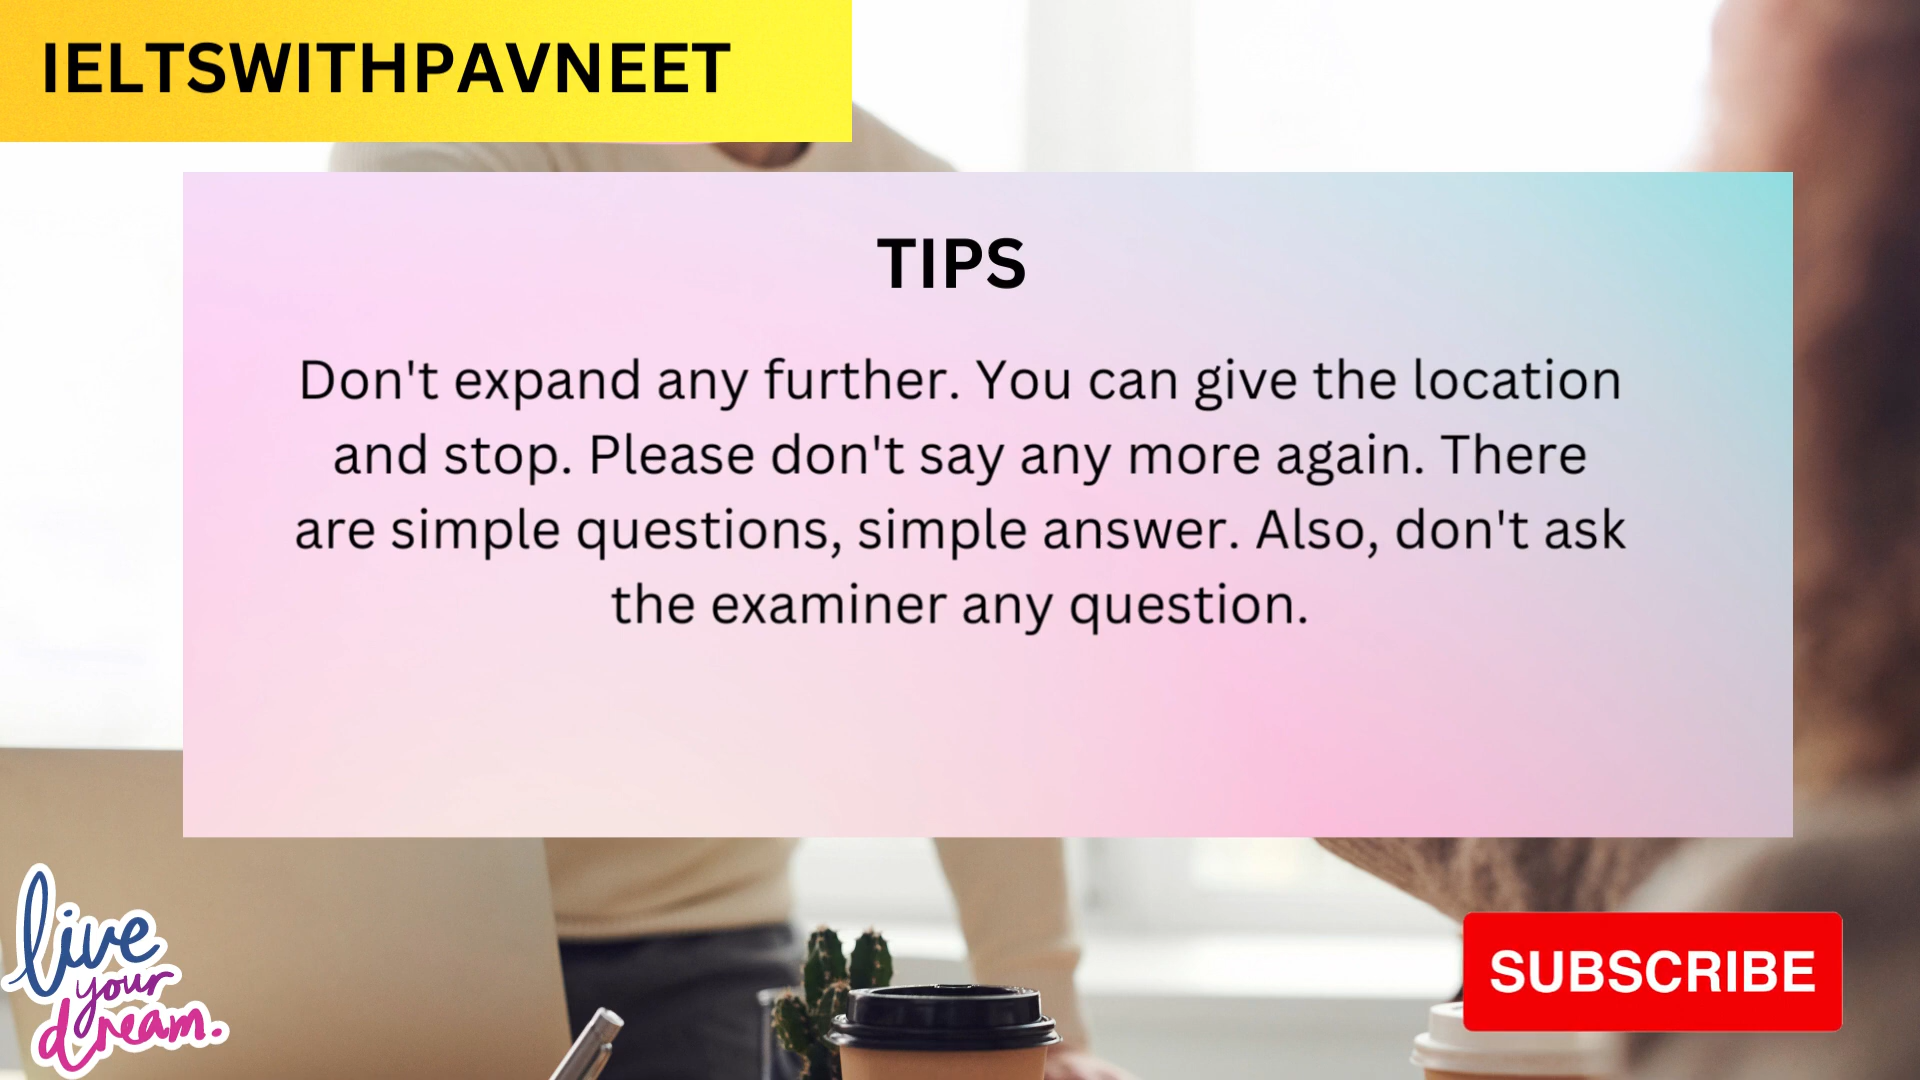 IELTSWITHPAVNEET
TIPS
Don't expand any further. You can give the location
and stop. Please don't say any more again. There
are simple questions, simple answer. Also, don't ask
the examiner any question.
live
your
dream.
SUBSCRIBE